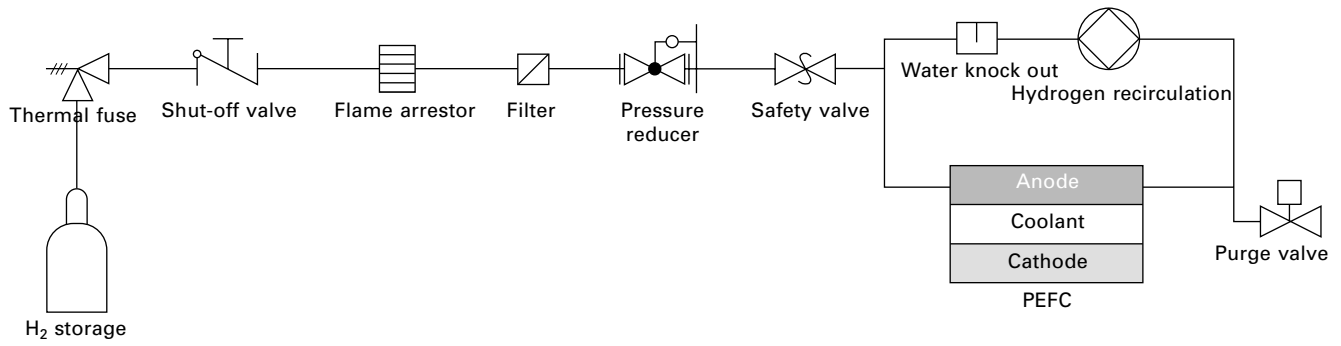 Thermal fuse
Shut-off valve
Flame arrestor
Filter
Pressure
reducer
Safety valve
Water knock out
Hydrogen recirculation
Anode
Coolant
Cathode
PEFC
Purge valve
H₂ storage